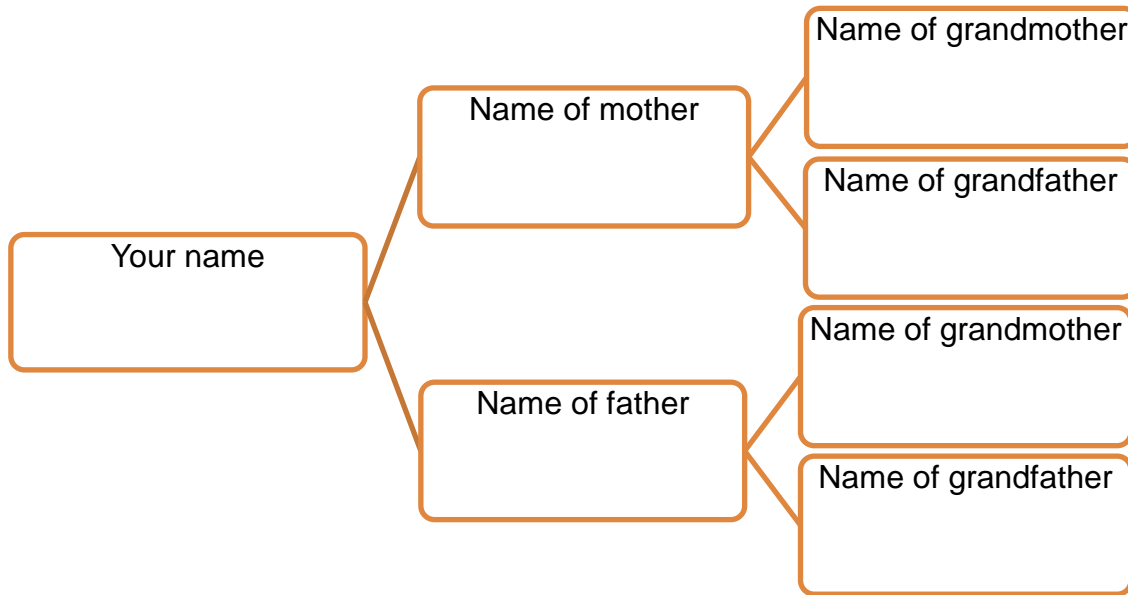 Name of grandmother
Name of mother
Name of grandfather
Your name
Name of grandmother
Name of father
Name of grandfather